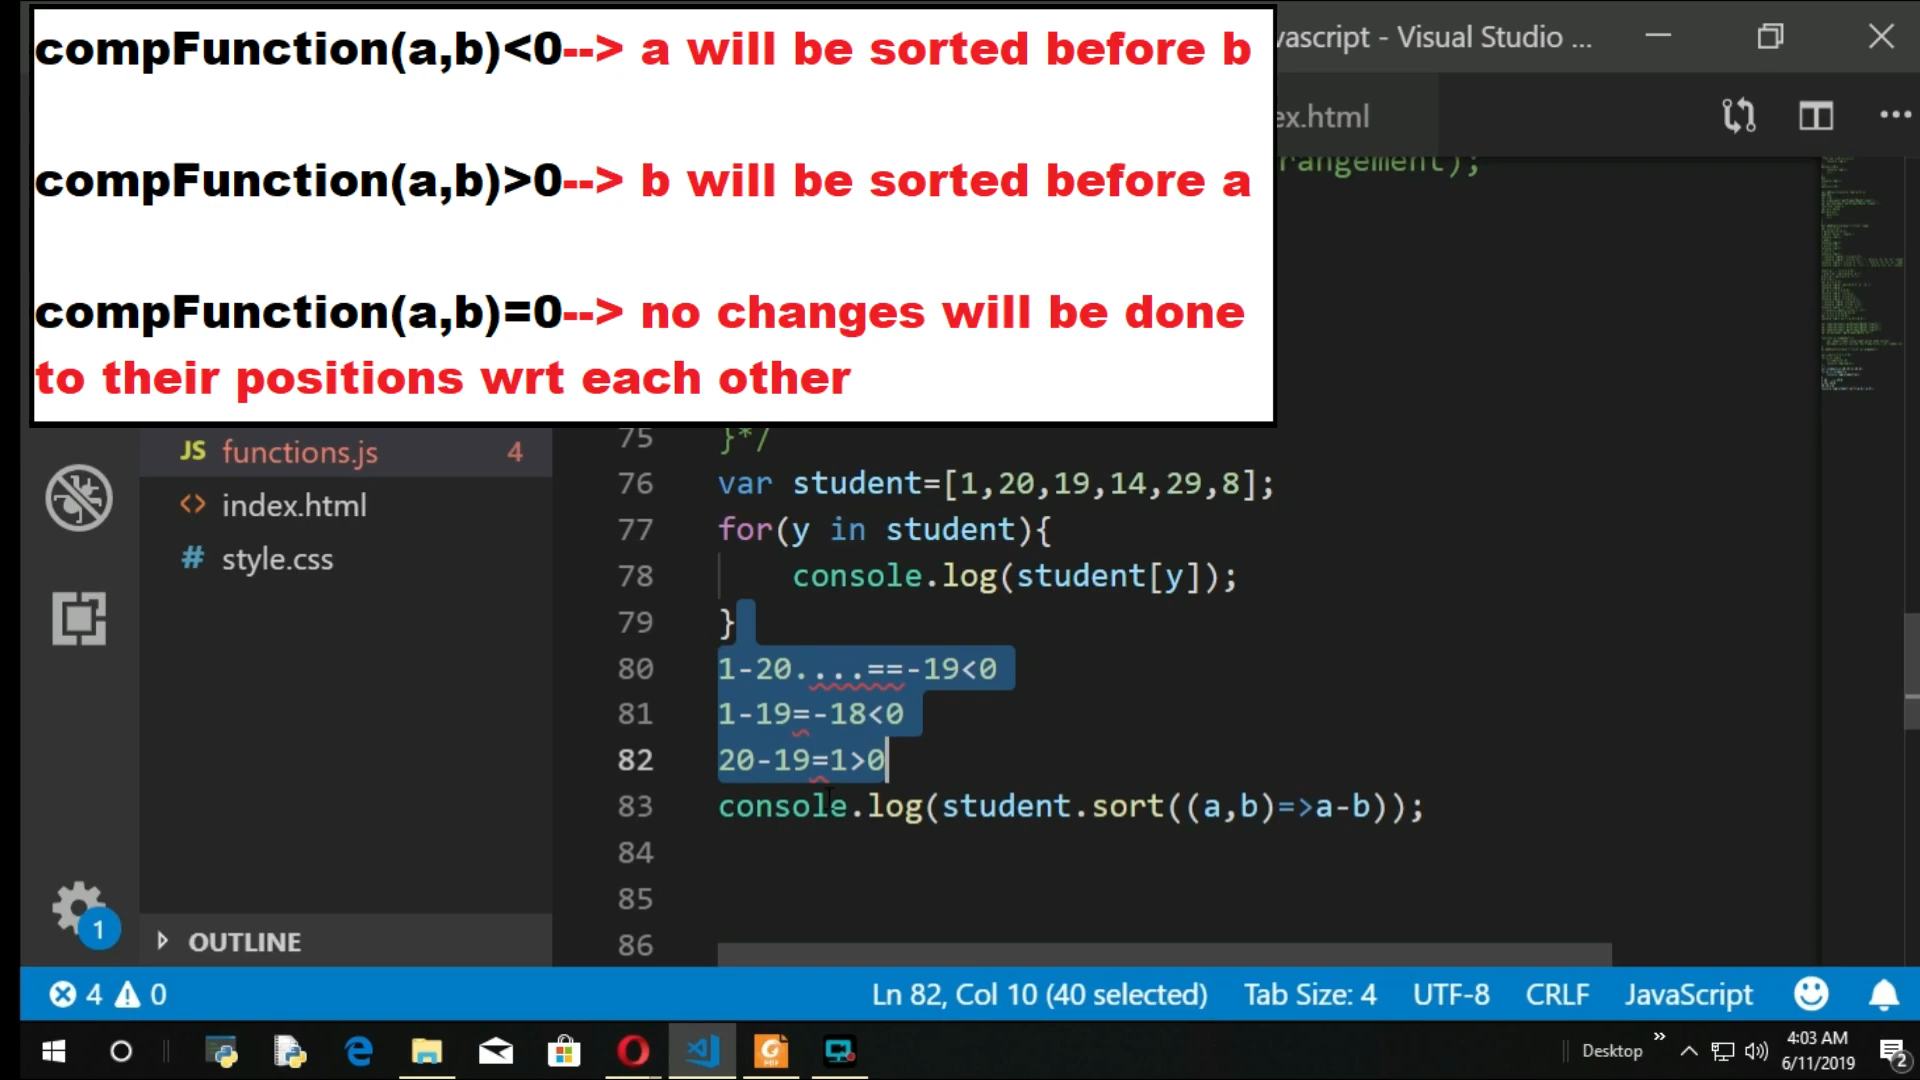 compFunction(a,b)<0--> a will be sorted before b
compFunction(a,b)>0--> b will be sorted before a
compFunction(a,b)=0--> no changes will be done
to their positions wrt each other
vascript - Visual Studio ...
ex.html
rangement);
JS functions.js 4
<> index.html
# style.css
75 }*/
76 var student=[1,20,19,14,29,8];
77 for(y in student){
78 console.log(student[y]);
79 }
80 1-20....==-19<0
81 1-19=-18<0
82 20-19=1>0
83 console.log(student.sort((a,b)=>a-b));
84
85
86
1
OUTLINE
4 0 Ln 82, Col 10 (40 selected) Tab Size: 4 UTF-8 CRLF JavaScript
Desktop
4:03 AM
6/11/2019
2